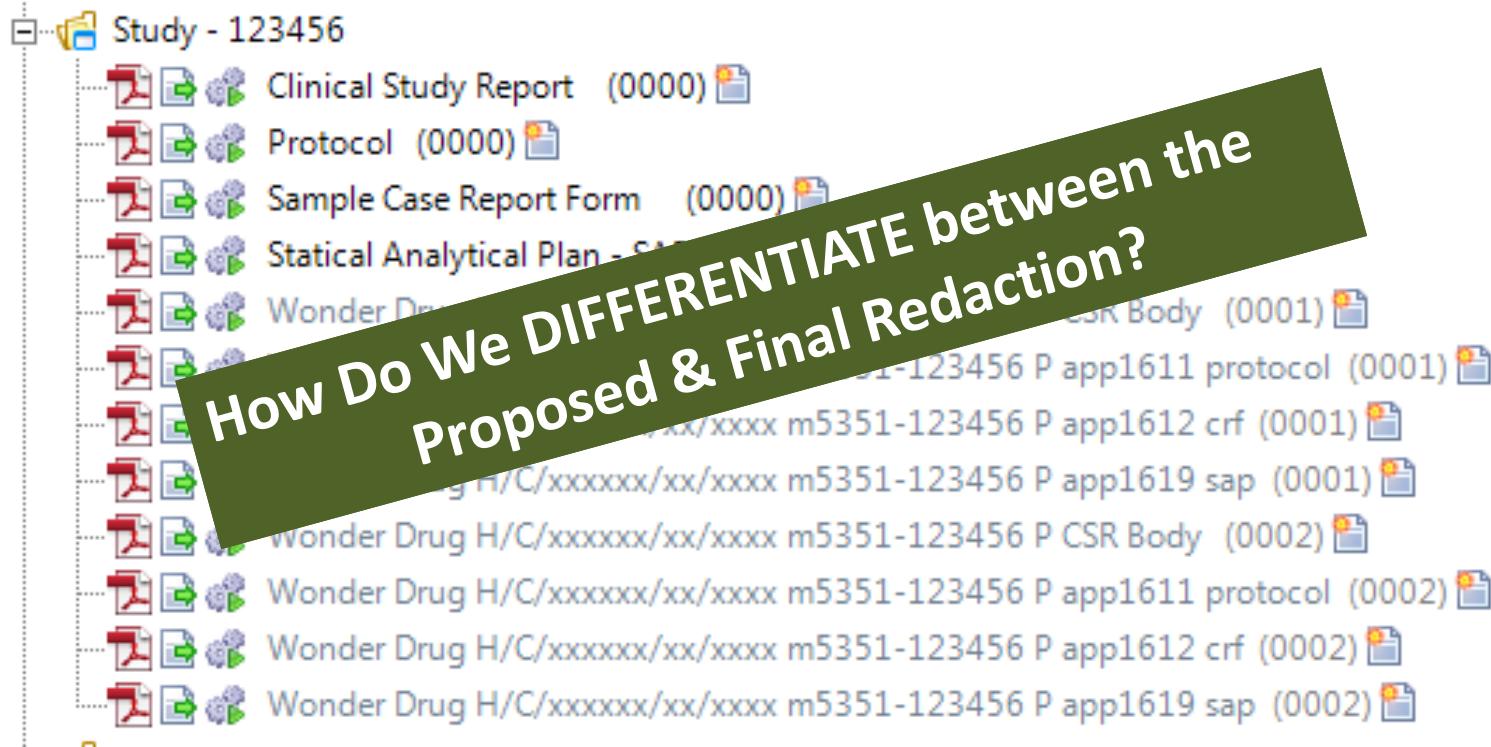 Study - 123456
Clinical Study Report (0000)
Protocol (0000)
Sample Case Report Form (0000)
Statical Analytical Plan -
How Do We DIFFERENTIATE between the
Proposed & Final Redaction?
Wonder CSR Body (0001)
-123456 P app1611 protocol (0001)
/xx/xxxx m5351-123456 P app1612 crf (0001)
H/C/xxxxxx/xx/xxxx m5351-123456 P app1619 sap (0001)
Wonder Drug H/C/xxxxxx/xx/xxxx m5351-123456 P CSR Body (0002)
Wonder Drug H/C/xxxxxx/xx/xxxx m5351-123456 P app1611 protocol (0002)
Wonder Drug H/C/xxxxxx/xx/xxxx m5351-123456 P app1612 crf (0002)
Wonder Drug H/C/xxxxxx/xx/xxxx m5351-123456 P app1619 sap (0002)